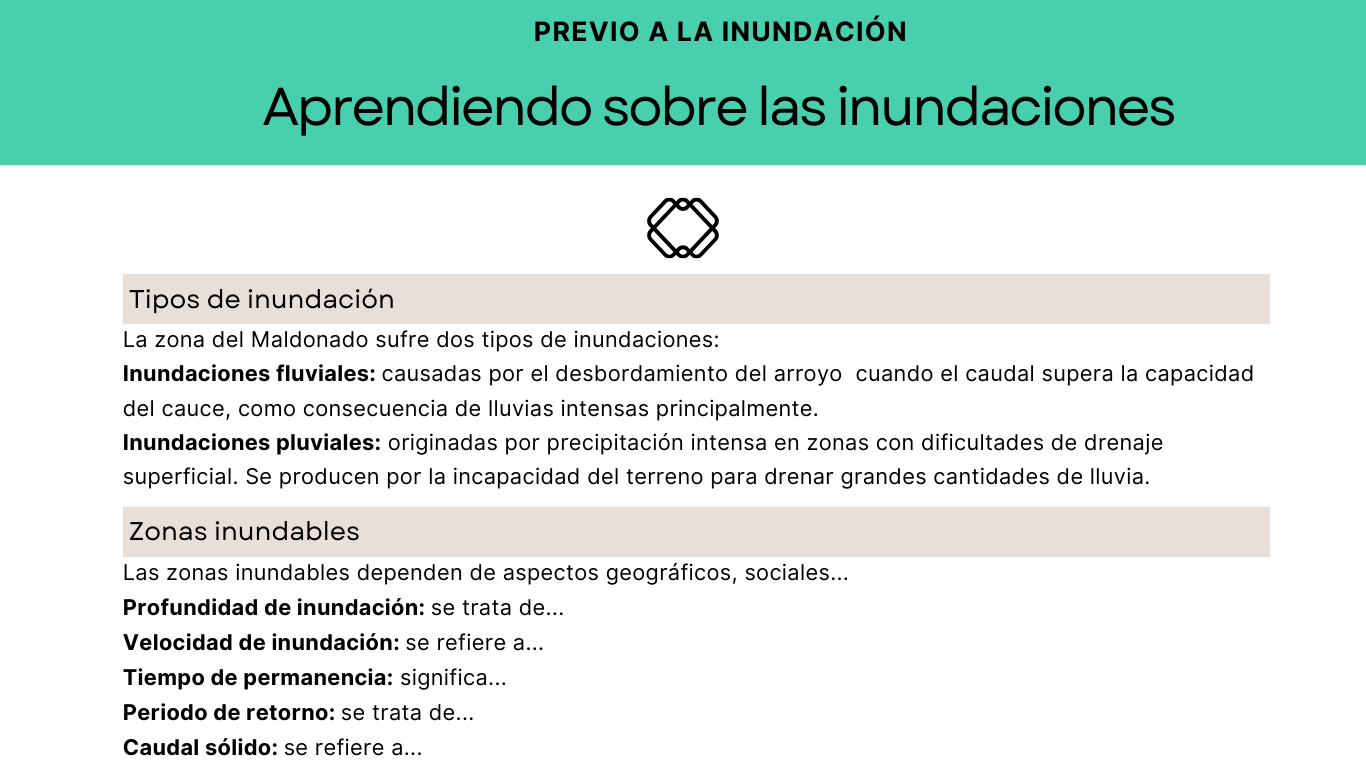 PREVIO A LA INUNDACIÓN
Aprendiendo sobre las inundaciones
Tipos de inundación
La zona del Maldonado sufre dos tipos de inundaciones:
Inundaciones fluviales: causadas por el desbordamiento del arroyo  cuando el caudal supera la capacidad
del cauce, como consecuencia de lluvias intensas principalmente.
Inundaciones pluviales: originadas por precipitación intensa en zonas con dificultades de drenaje
superficial. Se producen por la incapacidad del terreno para drenar grandes cantidades de lluvia.
Zonas inundables
Las zonas inundables dependen de aspectos geográficos, sociales...
Profundidad de inundación: se trata de...
Velocidad de inundación: se refiere a...
Tiempo de permanencia: significa...
Periodo de retorno: se trata de...
Caudal sólido: se refiere a...